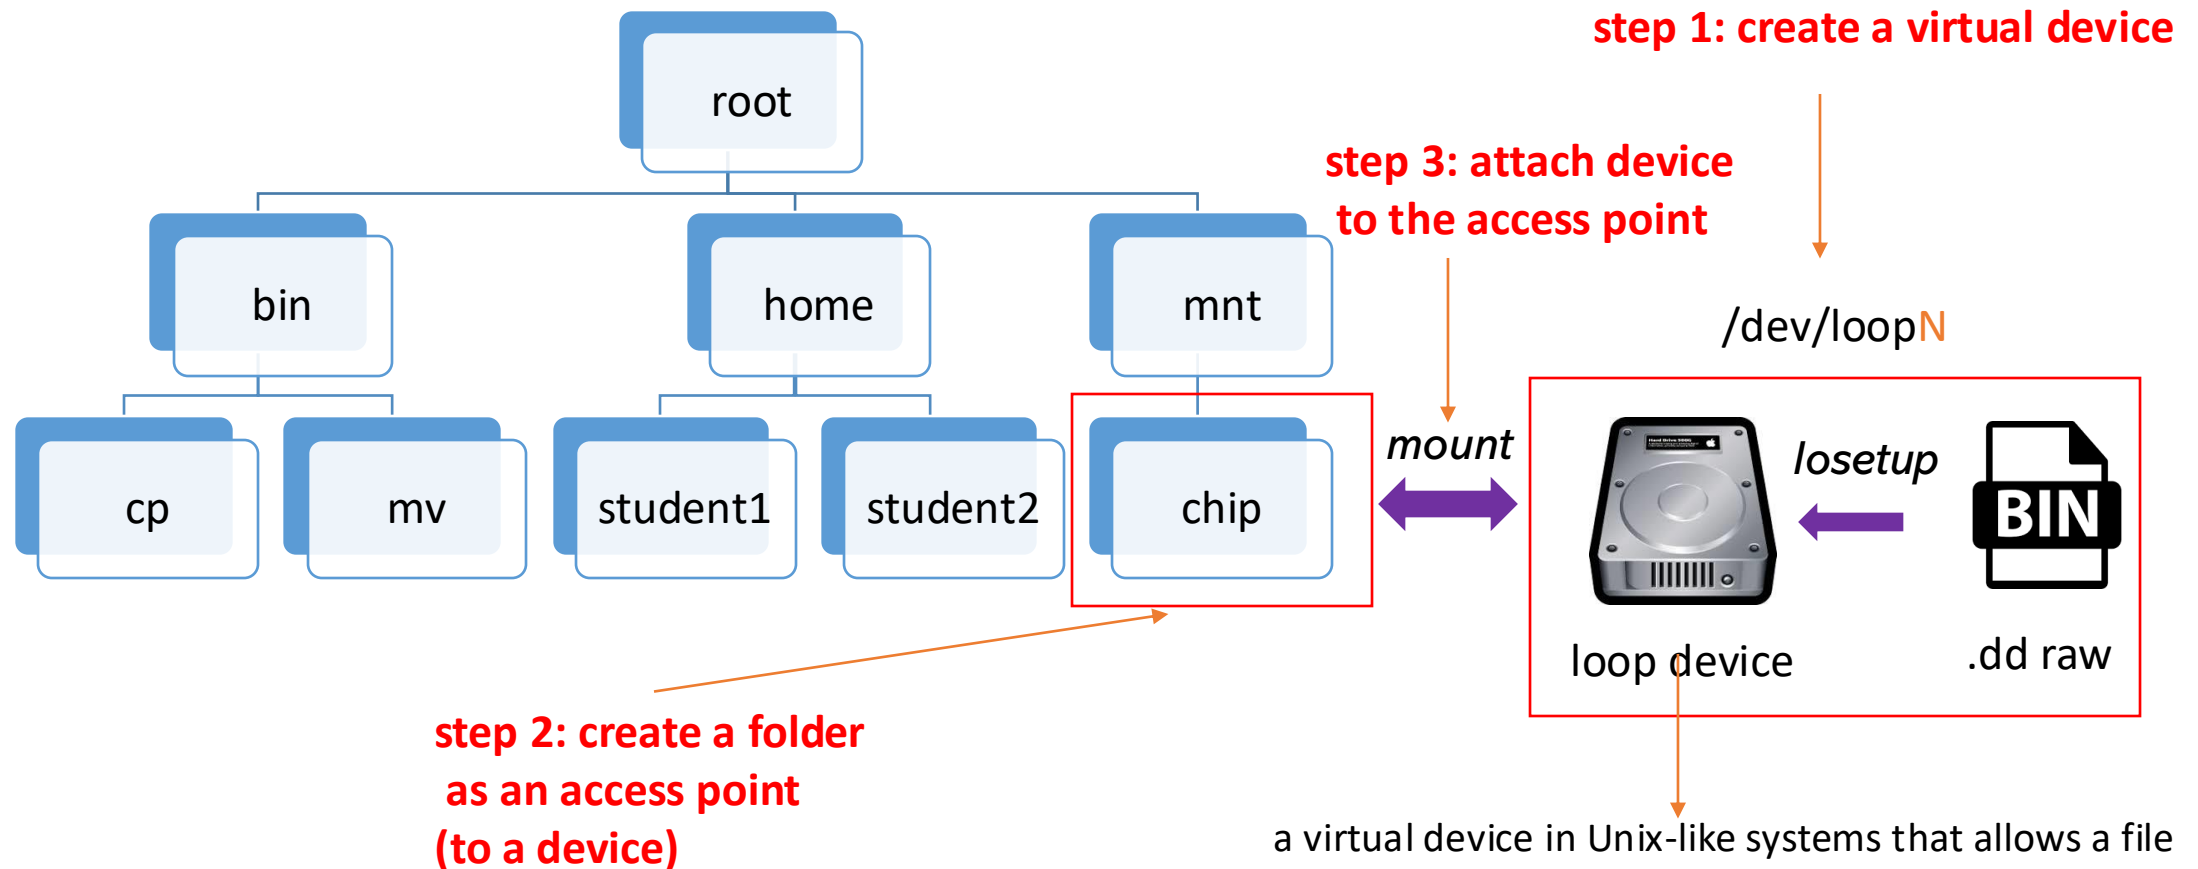 step 1: create a virtual device
root
step 3: attach device
to the access point
bin
home
mnt
/dev/loopN
mount
losetup
BIN
cp
mv
student1
student2
chip
loop device
.dd raw
step 2: create a folder
as an access point
(to a device)
a virtual device in Unix-like systems that allows a file